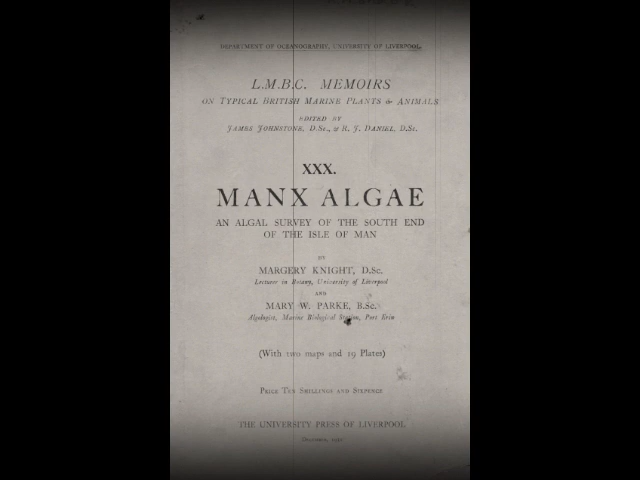 DEPARTMENT OF OCEANOGRAPHY, UNIVERSITY OF LIVERPOOL.
L.M.B.C. MEMOIRS
ON TYPICAL BRITISH MARINE PLANTS & ANIMALS
EDITED BY
JAMES JOHNSTONE, D.Sc., & R. J. DANIEL, D.Sc.
XXX.
MANX ALGAE
AN ALGAL SURVEY OF THE SOUTH END
OF THE ISLE OF MAN
BY
MARGERY KNIGHT, D.Sc.
Lecturer in Botany, University of Liverpool
AND
MARY W. PARKE, B.Sc.
Algologist, Marine Biological Station, Port Erin
(With two maps and 19 Plates)
PRICE TEN SHILLINGS AND SIXPENCE
THE UNIVERSITY PRESS OF LIVERPOOL